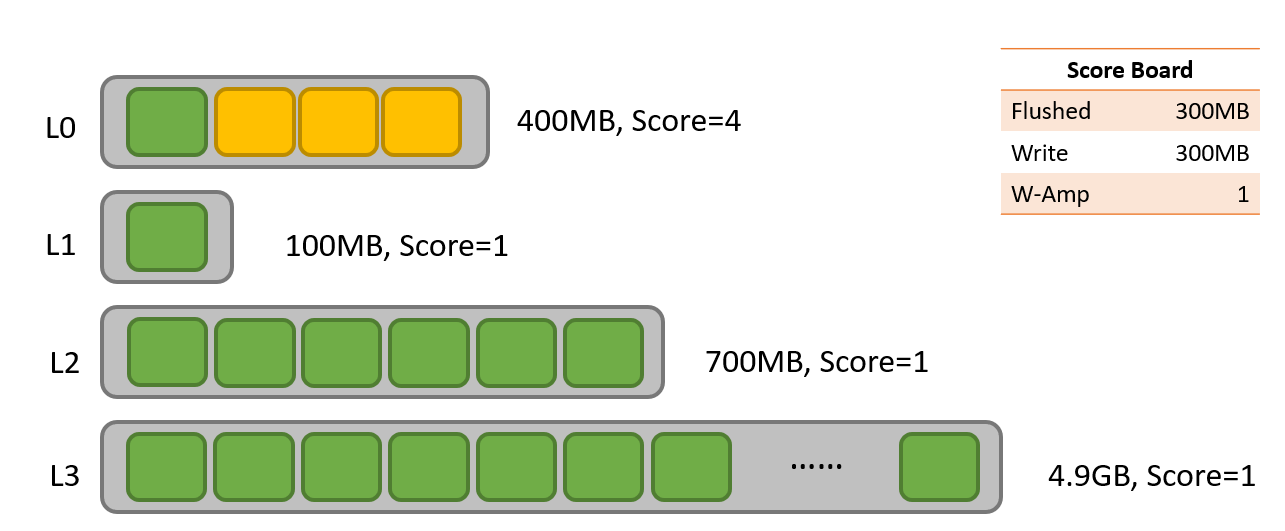 Score Board
L0 400MB, Score=4
Flushed 300MB
Write 300MB
W-Amp 1
L1 100MB, Score=1
L2 700MB, Score=1
L3 ...... 4.9GB, Score=1